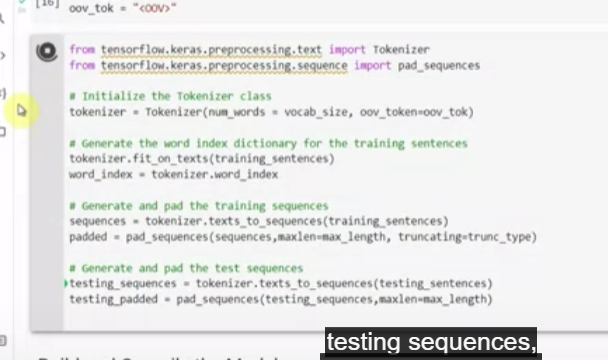 [16] oov_tok = "<OOV>"
from tensorflow.keras.preprocessing.text import Tokenizer
from tensorflow.keras.preprocessing.sequence import pad_sequences
# Initialize the Tokenizer class
tokenizer = Tokenizer(num_words = vocab_size, oov_token=oov_tok)
# Generate the word index dictionary for the training sentences
tokenizer.fit_on_texts(training_sentences)
word_index = tokenizer.word_index
# Generate and pad the training sequences
sequences = tokenizer.texts_to_sequences(training_sentences)
padded = pad_sequences(sequences,maxlen=max_length, truncating=trunc_type)
# Generate and pad the test sequences
testing_sequences = tokenizer.texts_to_sequences(testing_sentences)
testing_padded = pad_sequences(testing_sequences,maxlen=max_length)
testing sequences,